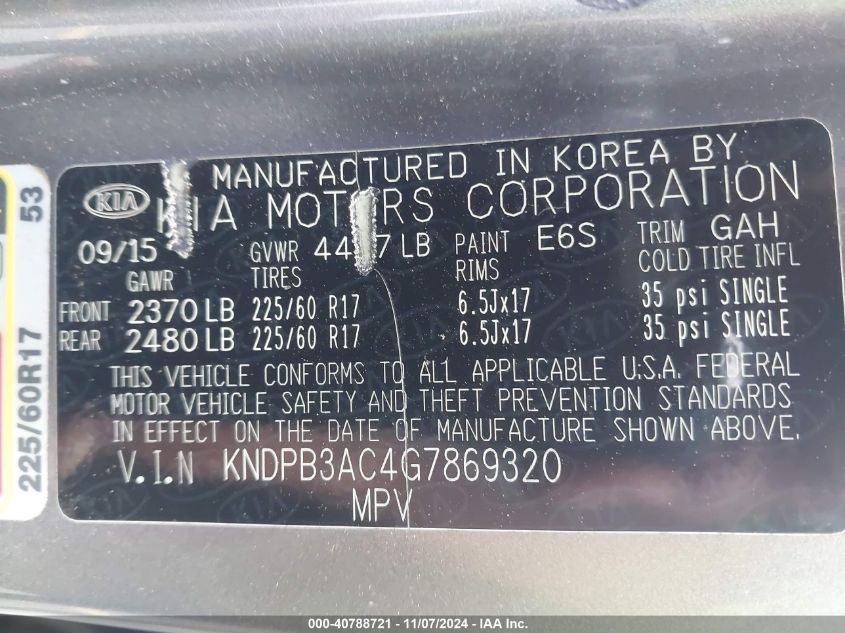 MANUFACTURED IN KOREA BY
KIA KIA MOTORS CORPORATION
09/15 GVWR LB PAINT E6S TRIM GAH
GAWR TIRES RIMS COLD TIRE INFL
FRONT 2370 LB 225/60 R17 6.5Jx17 35 psi SINGLE
REAR 2480 LB 225/60 R17 6.5Jx17 35 psi SINGLE
THIS VEHICLE CONFORMS TO ALL APPLICABLE U.S.A. FEDERAL
MOTOR VEHICLE SAFETY AND THEFT PREVENTION STANDARDS
IN EFFECT ON THE DATE OF MANUFACTURE SHOWN ABOVE.
V.I.N KNDPB3AC4G7869320
MPV
53
225/60R17
000-40788721 - 11/07/2024 - IAA Inc.